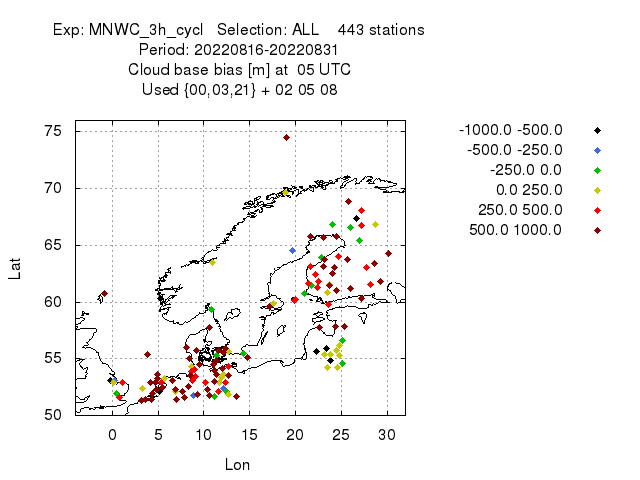 Exp: MNWC_3h_cycl   Selection: ALL    443 stations
Period: 20220816-20220831
Cloud base bias [m] at  05 UTC
Used {00,03,21} + 02 05 08
-1000.0 -500.0
-500.0 -250.0
-250.0 0.0
0.0 250.0
250.0 500.0
500.0 1000.0
Lat
75
70
65
60
55
50
0 5 10 15 20 25 30
Lon